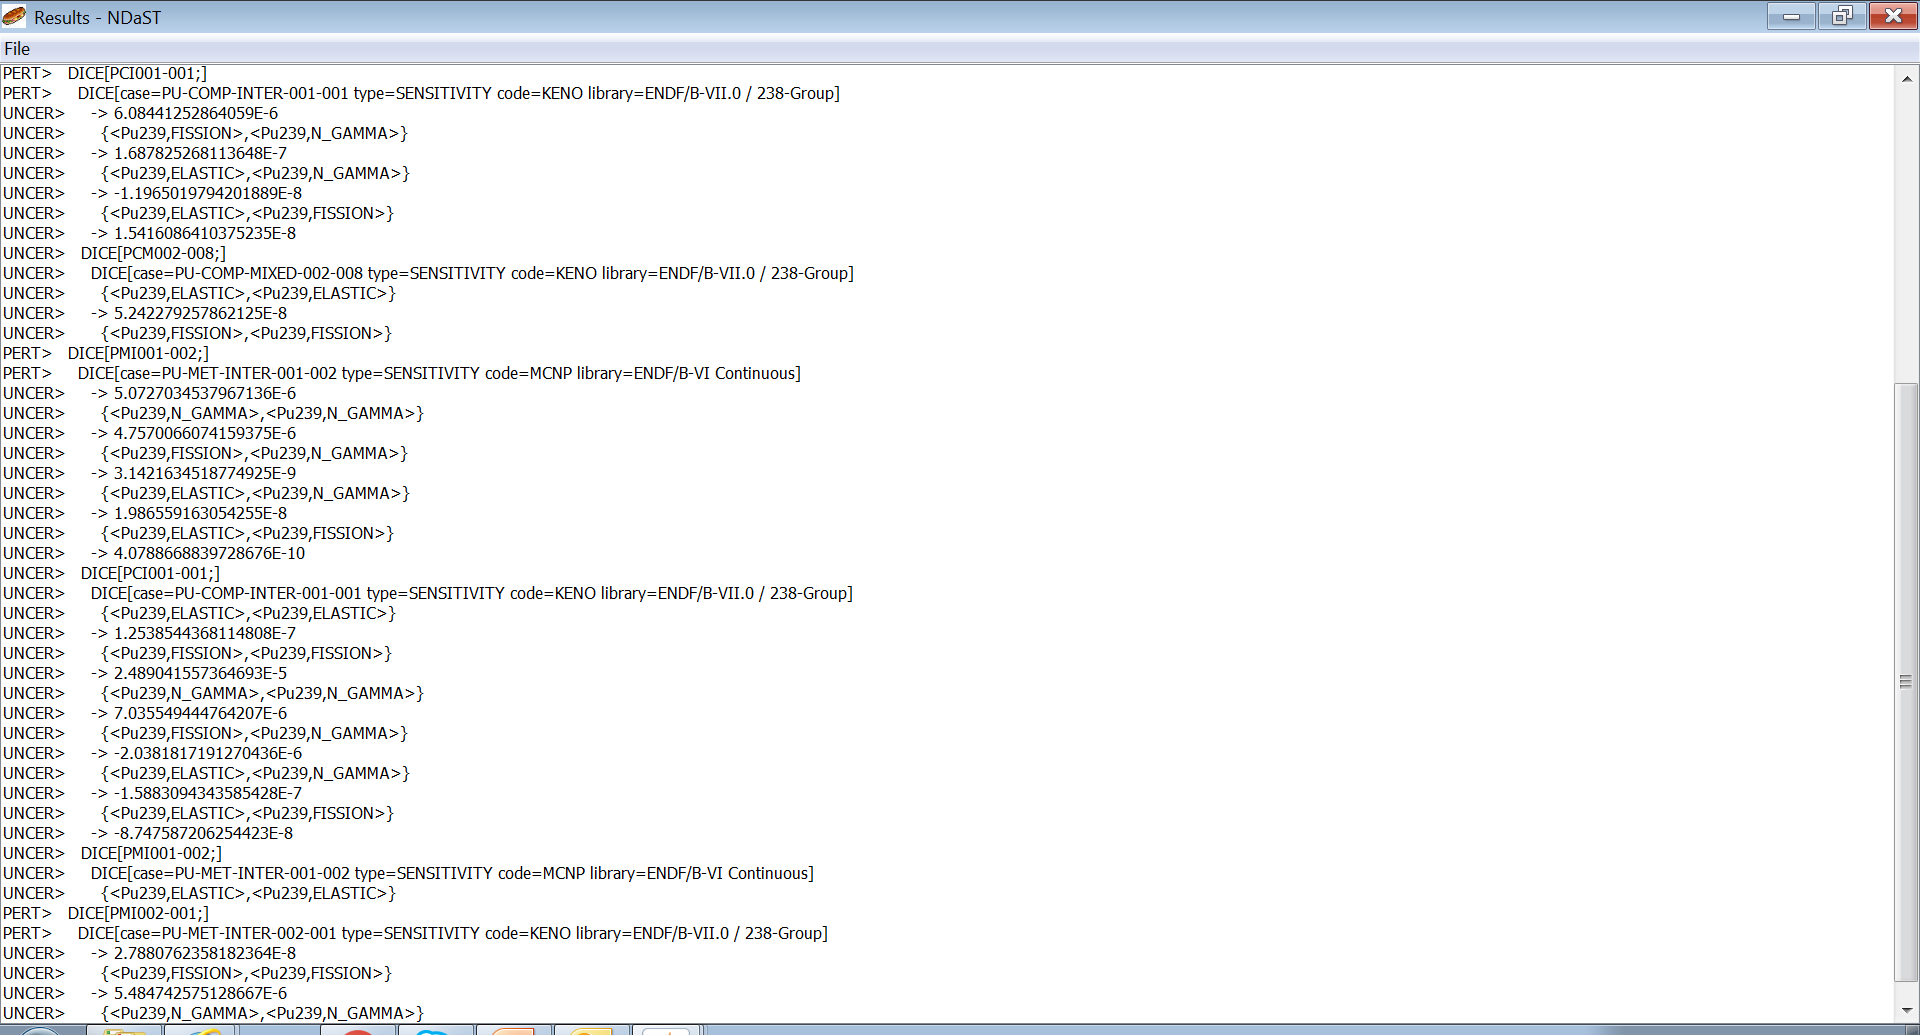 Results - NDaST
File
PERT> DICE[PCI001-001;]
PERT> DICE[case=PU-COMP-INTER-001-001 type=SENSITIVITY code=KENO library=ENDF/B-VII.0 / 238-Group]
UNCER> -> 6.08441252864059E-6
UNCER> {<Pu239,FISSION>,<Pu239,N_GAMMA>}
UNCER> -> 1.687825268113648E-7
UNCER> {<Pu239,ELASTIC>,<Pu239,N_GAMMA>}
UNCER> -> -1.1965019794201889E-8
UNCER> {<Pu239,ELASTIC>,<Pu239,FISSION>}
UNCER> -> 1.5416086410375235E-8
UNCER> DICE[PCM002-008;]
UNCER> DICE[case=PU-COMP-MIXED-002-008 type=SENSITIVITY code=KENO library=ENDF/B-VII.0 / 238-Group]
UNCER> {<Pu239,ELASTIC>,<Pu239,ELASTIC>}
UNCER> -> 5.242279257862125E-8
UNCER> {<Pu239,FISSION>,<Pu239,FISSION>}
PERT> DICE[PMI001-002;]
PERT> DICE[case=PU-MET-INTER-001-002 type=SENSITIVITY code=MCNP library=ENDF/B-VI Continuous]
UNCER> -> 5.0727034537967136E-6
UNCER> {<Pu239,N_GAMMA>,<Pu239,N_GAMMA>}
UNCER> -> 4.7570066074159375E-6
UNCER> {<Pu239,FISSION>,<Pu239,N_GAMMA>}
UNCER> -> 3.1421634518774925E-9
UNCER> {<Pu239,ELASTIC>,<Pu239,N_GAMMA>}
UNCER> -> 1.986559163054255E-8
UNCER> {<Pu239,ELASTIC>,<Pu239,FISSION>}
UNCER> -> 4.0788668839728676E-10
UNCER> DICE[PCI001-001;]
UNCER> DICE[case=PU-COMP-INTER-001-001 type=SENSITIVITY code=KENO library=ENDF/B-VII.0 / 238-Group]
UNCER> {<Pu239,ELASTIC>,<Pu239,ELASTIC>}
UNCER> -> 1.2538544368114808E-7
UNCER> {<Pu239,FISSION>,<Pu239,FISSION>}
UNCER> -> 2.489041557364693E-5
UNCER> {<Pu239,N_GAMMA>,<Pu239,N_GAMMA>}
UNCER> -> 7.035549444764207E-6
UNCER> {<Pu239,FISSION>,<Pu239,N_GAMMA>}
UNCER> -> -2.0381817191270436E-6
UNCER> {<Pu239,ELASTIC>,<Pu239,N_GAMMA>}
UNCER> -> -1.5883094343585428E-7
UNCER> {<Pu239,ELASTIC>,<Pu239,FISSION>}
UNCER> -> -8.747587206254423E-8
UNCER> DICE[PMI001-002;]
UNCER> DICE[case=PU-MET-INTER-001-002 type=SENSITIVITY code=MCNP library=ENDF/B-VI Continuous]
UNCER> {<Pu239,ELASTIC>,<Pu239,ELASTIC>}
PERT> DICE[PMI002-001;]
PERT> DICE[case=PU-MET-INTER-002-001 type=SENSITIVITY code=KENO library=ENDF/B-VII.0 / 238-Group]
UNCER> -> 2.7880762358182364E-8
UNCER> {<Pu239,FISSION>,<Pu239,FISSION>}
UNCER> -> 5.484742575128667E-6
UNCER> {<Pu239,N_GAMMA>,<Pu239,N_GAMMA>}